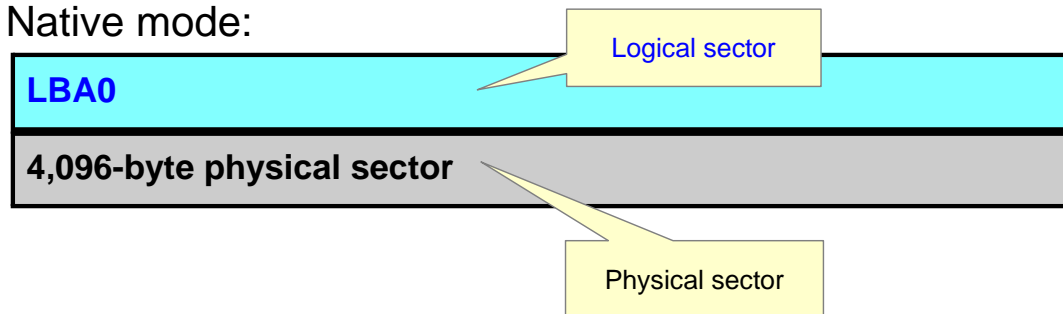 Native mode:
Logical sector
LBA0
4,096-byte physical sector
Physical sector